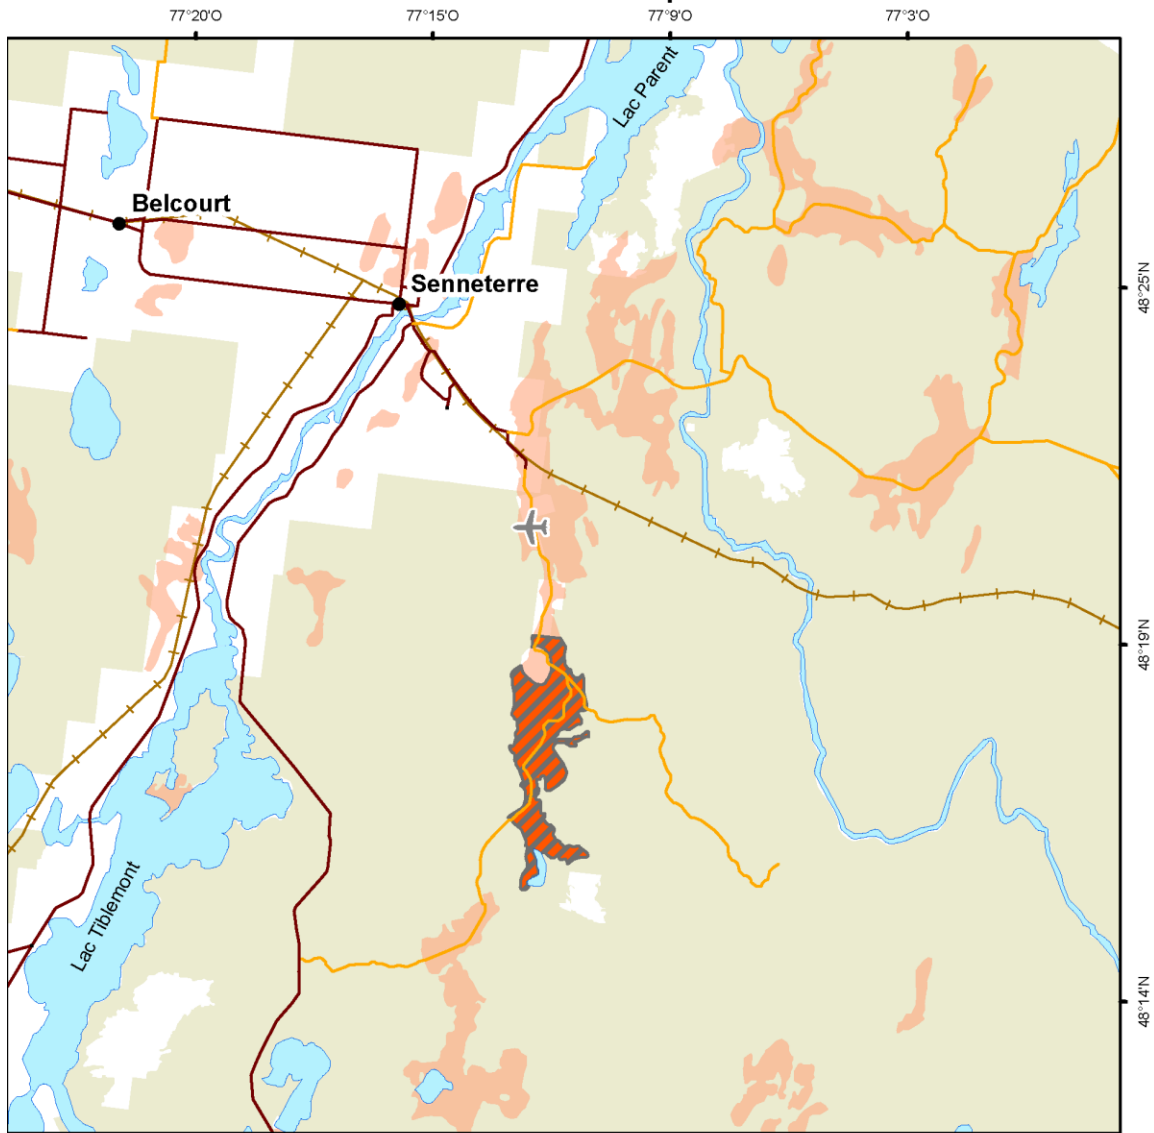 77°20'O
77°15'O
77°9'O
77°3'O
Lac Parent
Belcourt
Senneterre
48°25'N
48°19'N
Lac Tiblemont
48°14'N